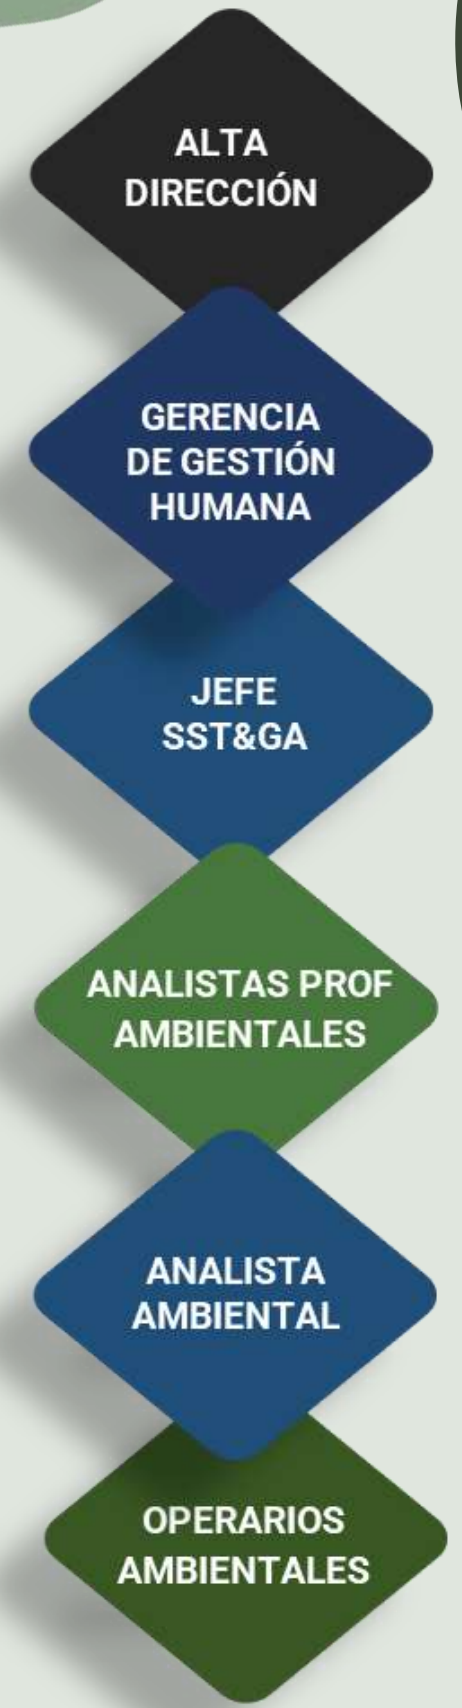 ALTA
DIRECCIÓN
GERENCIA
DE GESTIÓN
HUMANA
JEFE
SST&GA
ANALISTAS PROF
AMBIENTALES
ANALISTA
AMBIENTAL
OPERARIOS
AMBIENTALES